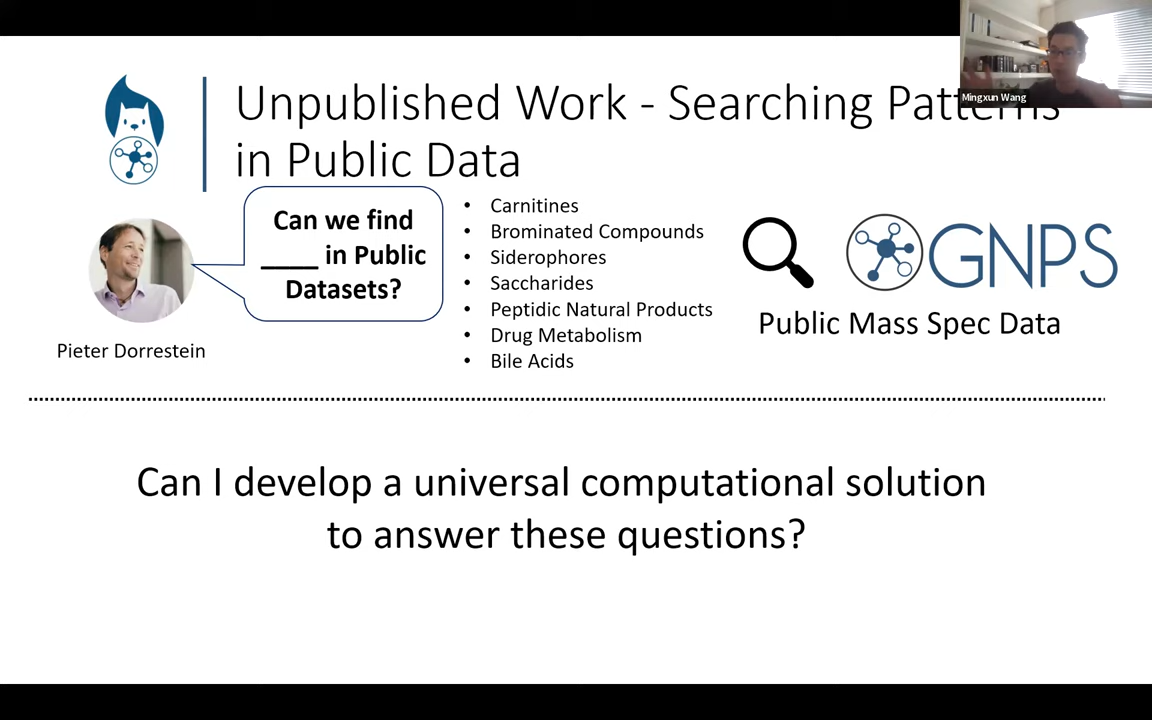 Mingxun Wang
Unpublished Work - Searching Patterns
in Public Data
Can we find
____ in Public
Datasets?
Pieter Dorrestein
• Carnitines
• Brominated Compounds
• Siderophores
• Saccharides
• Peptidic Natural Products
• Drug Metabolism
• Bile Acids
GNPS
Public Mass Spec Data
Can I develop a universal computational solution
to answer these questions?